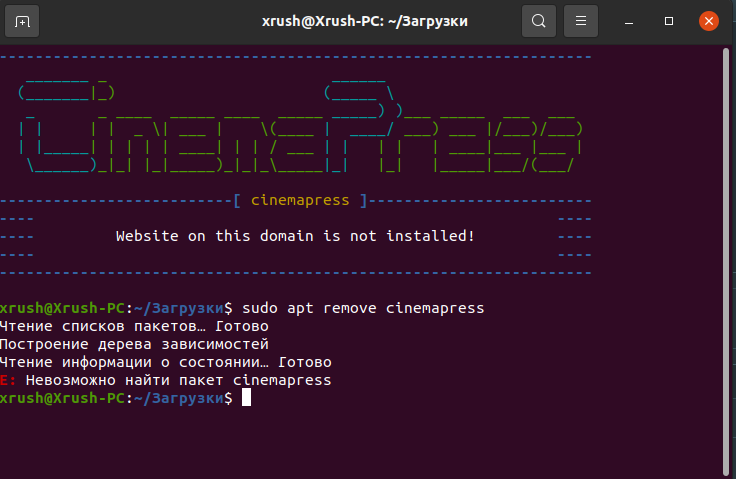 xrush@Xrush-PC: ~/Загрузки
CinemaPress
[ cinemapress ]
Website on this domain is not installed!
xrush@Xrush-PC:~/Загрузки$ sudo apt remove cinemapress
Чтение списков пакетов… Готово
Построение дерева зависимостей
Чтение информации о состоянии… Готово
E: Невозможно найти пакет cinemapress
xrush@Xrush-PC:~/Загрузки$